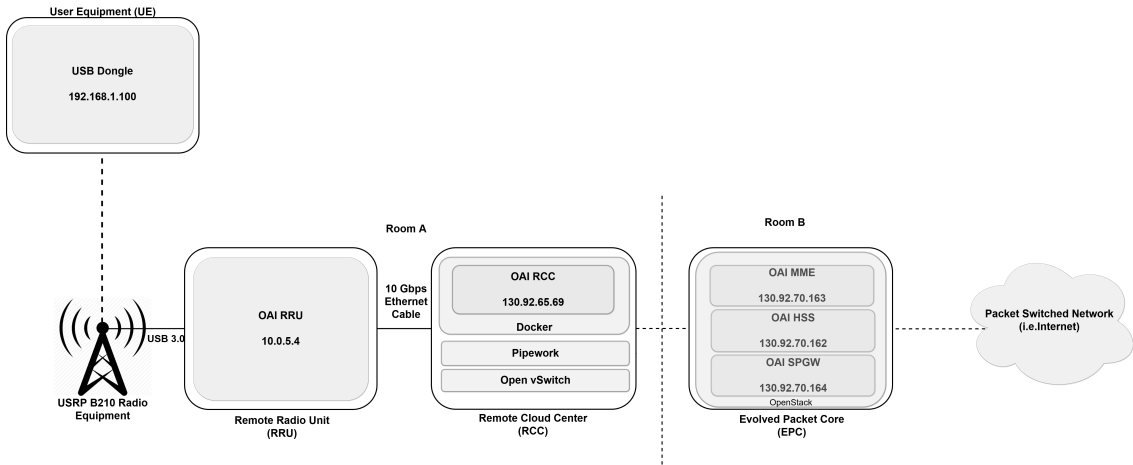 User Equipment (UE)
USB Dongle
192.168.1.100
Room A
Room B
USB 3.0
USRP B210 Radio
Equipment
OAI RRU
10.0.5.4
Remote Radio Unit
(RRU)
10 Gbps
Ethernet
Cable
OAI RCC
130.92.65.69
Docker
Pipework
Open vSwitch
Remote Cloud Center
(RCC)
OAI MME
130.92.70.163
OAI HSS
130.92.70.162
OAI SPGW
130.92.70.164
OpenStack
Evolved Packet Core
(EPC)
Packet Switched Network
(i.e.Internet)